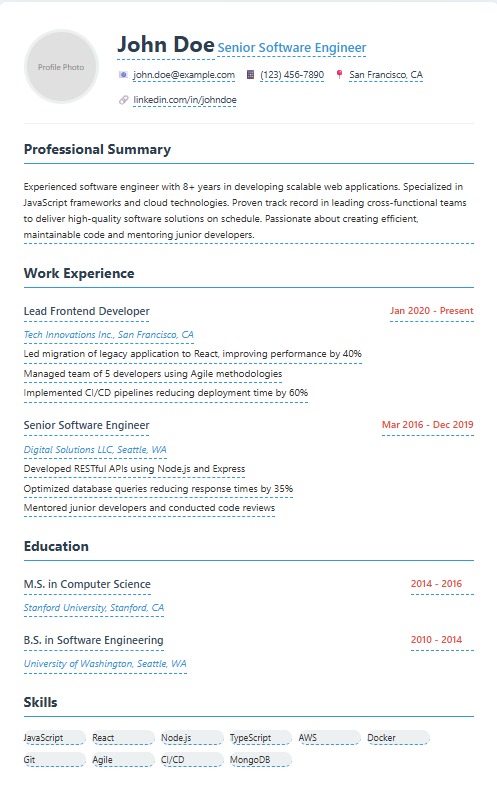 Profile Photo
John Doe Senior Software Engineer
john.doe@example.com (123) 456-7890 San Francisco, CA
linkedin.com/in/johndoe
Professional Summary
Experienced software engineer with 8+ years in developing scalable web applications. Specialized in
JavaScript frameworks and cloud technologies. Proven track record in leading cross-functional teams
to deliver high-quality software solutions on schedule. Passionate about creating efficient,
maintainable code and mentoring junior developers.
Work Experience
Lead Frontend Developer Jan 2020 - Present
Tech Innovations Inc., San Francisco, CA
Led migration of legacy application to React, improving performance by 40%
Managed team of 5 developers using Agile methodologies
Implemented CI/CD pipelines reducing deployment time by 60%
Senior Software Engineer Mar 2016 - Dec 2019
Digital Solutions LLC, Seattle, WA
Developed RESTful APIs using Node.js and Express
Optimized database queries reducing response times by 35%
Mentored junior developers and conducted code reviews
Education
M.S. in Computer Science 2014 - 2016
Stanford University, Stanford, CA
B.S. in Software Engineering 2010 - 2014
University of Washington, Seattle, WA
Skills
JavaScript React Node.js TypeScript AWS Docker
Git Agile CI/CD MongoDB